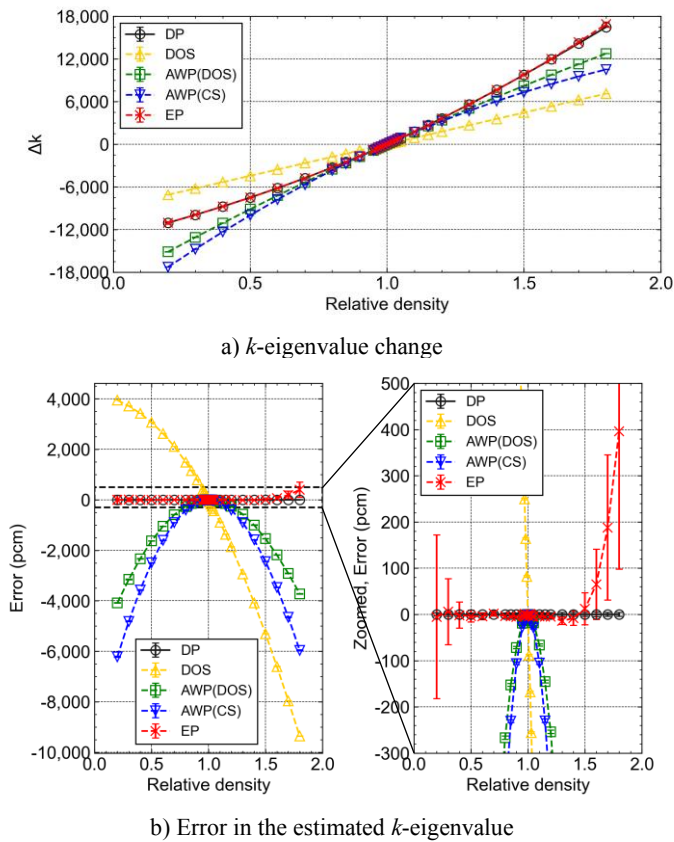 18,000
12,000
6,000
0
-6,000
-12,000
-18,000
Δk
DP
DOS
AWP(DOS)
AWP(CS)
EP
0.0 0.5 1.0 1.5 2.0
Relative density
a) k-eigenvalue change
4,000
2,000
0
-2,000
-4,000
-6,000
-8,000
-10,000
Error (pcm)
DP
DOS
AWP(DOS)
AWP(CS)
EP
0.0 0.5 1.0 1.5 2.0
Relative density
500
400
300
200
100
0
-100
-200
-300
Zoomed, Error (pcm)
DP
DOS
AWP(DOS)
AWP(CS)
EP
0.0 0.5 1.0 1.5 2.0
Relative density
b) Error in the estimated k-eigenvalue